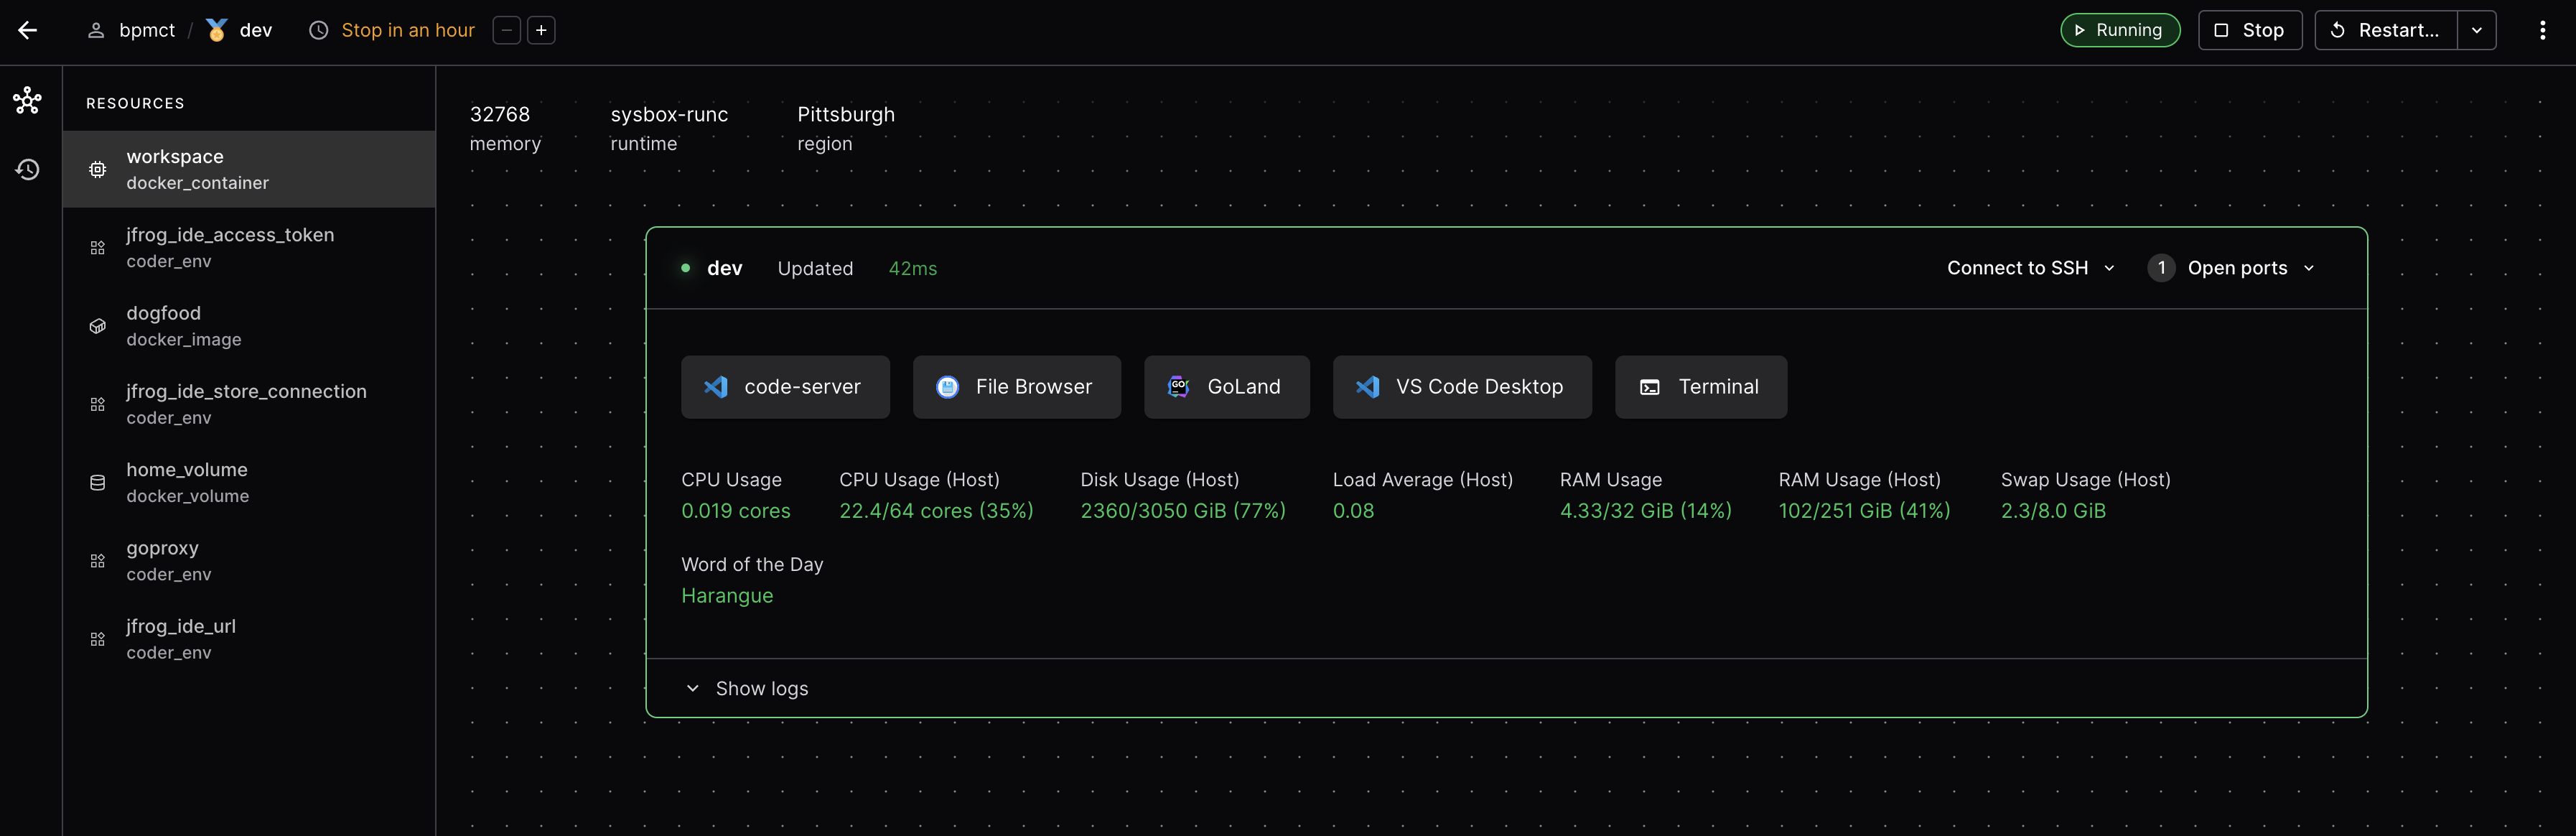 bpmct / dev Stop in an hour − +
Running Stop Restart...
RESOURCES
workspace
docker_container
jfrog_ide_access_token
coder_env
dogfood
docker_image
jfrog_ide_store_connection
coder_env
home_volume
docker_volume
goproxy
coder_env
jfrog_ide_url
coder_env
32768 sysbox-runc Pittsburgh
memory runtime region
dev Updated 42ms Connect to SSH 1 Open ports
code-server File Browser GO GoLand VS Code Desktop Terminal
CPU Usage CPU Usage (Host) Disk Usage (Host) Load Average (Host) RAM Usage RAM Usage (Host) Swap Usage (Host)
0.019 cores 22.4/64 cores (35%) 2360/3050 GiB (77%) 0.08 4.33/32 GiB (14%) 102/251 GiB (41%) 2.3/8.0 GiB
Word of the Day
Harangue
Show logs